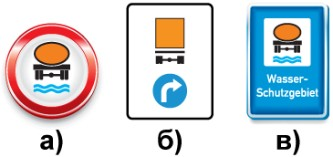 Wasser-
Schutzgebiet
а)
б)
в)